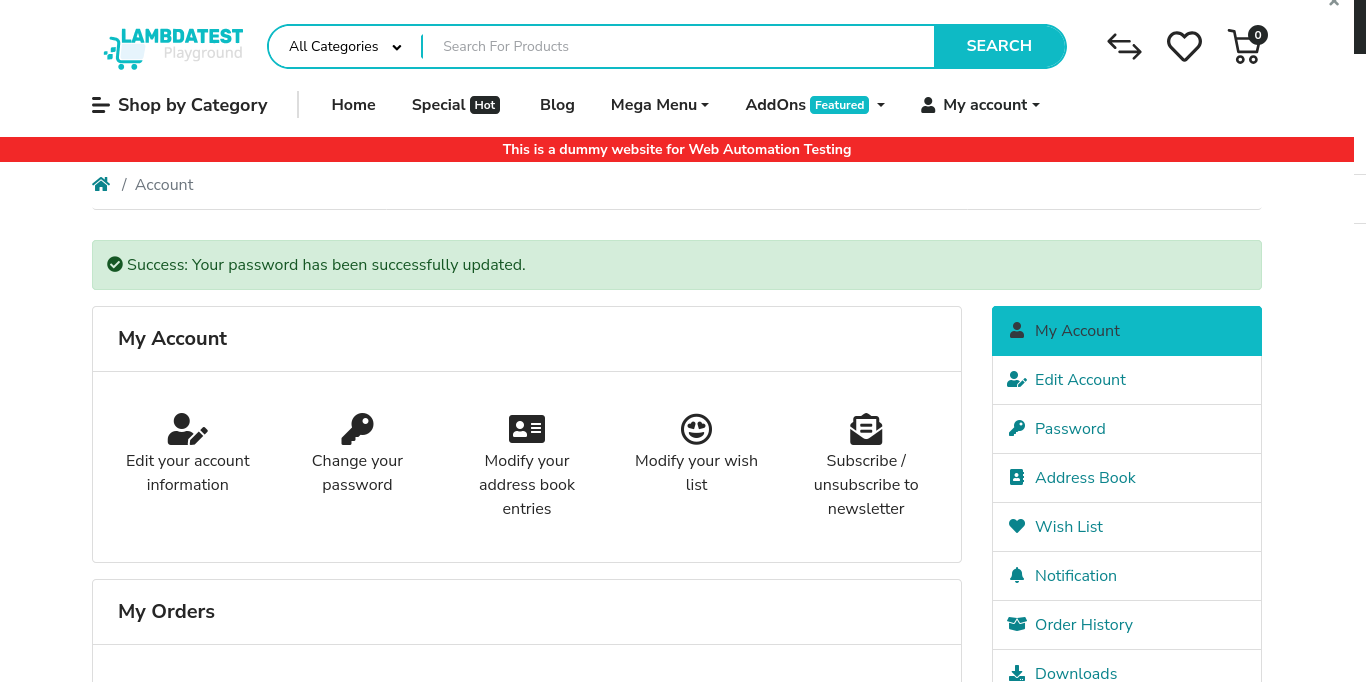 LAMBDATEST
Playground
All Categories
Search For Products
SEARCH
0
Shop by Category
Home
Special Hot
Blog
Mega Menu
AddOns Featured
My account
This is a dummy website for Web Automation Testing
/ Account
Success: Your password has been successfully updated.
My Account
Edit your account
information
Change your
password
Modify your
address book
entries
Modify your wish
list
Subscribe /
unsubscribe to
newsletter
My Orders
My Account
Edit Account
Password
Address Book
Wish List
Notification
Order History
Downloads